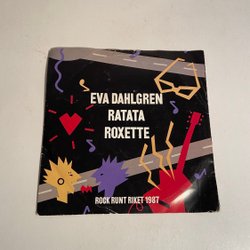 EVA DAHLGREN
RATATA
ROXETTE
ROCK RUNT RIKET 1987